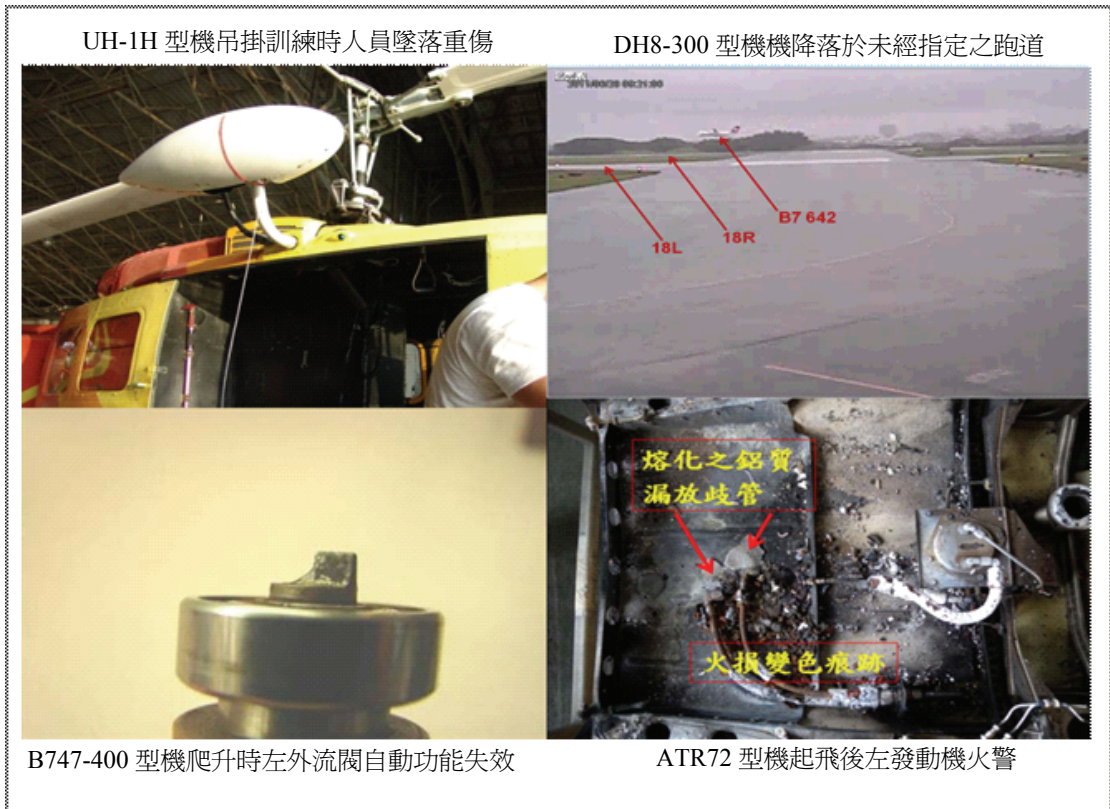 UH-1H 型機吊掛訓練時人員墜落重傷
DH8-300 型機機降落於未經指定之跑道
B7 642
18R
18L
熔化之鋁質
漏放歧管
火損變色痕跡
B747-400 型機爬升時左外流閥自動功能失效
ATR72 型機起飛後左發動機火警